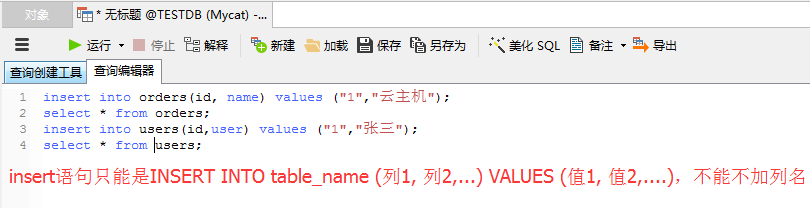 对象 * 无标题 @TESTDB (Mycat) -...
运行 停止 解释 新建 加载 保存 另存为 美化 SQL 备注 导出
查询创建工具 查询编辑器
1 insert into orders(id, name) values ("1","云主机");
2 select * from orders;
3 insert into users(id,user) values ("1","张三");
4 select * from users;
insert语句只能是INSERT INTO table_name (列1, 列2,...) VALUES (值1, 值2,....)，不能不加列名